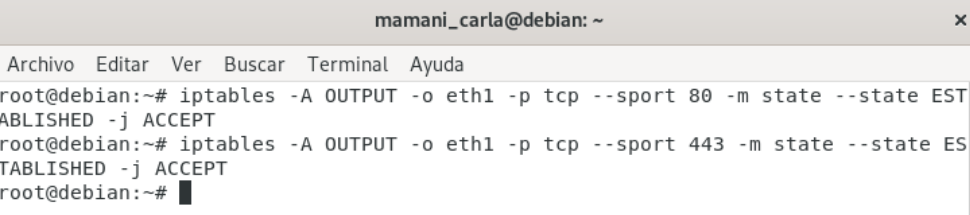 mamani_carla@debian: ~
×
Archivo Editar Ver Buscar Terminal Ayuda
root@debian:~# iptables -A OUTPUT -o eth1 -p tcp --sport 80 -m state --state EST
ABLISHED -j ACCEPT
root@debian:~# iptables -A OUTPUT -o eth1 -p tcp --sport 443 -m state --state ES
TABLISHED -j ACCEPT
root@debian:~#